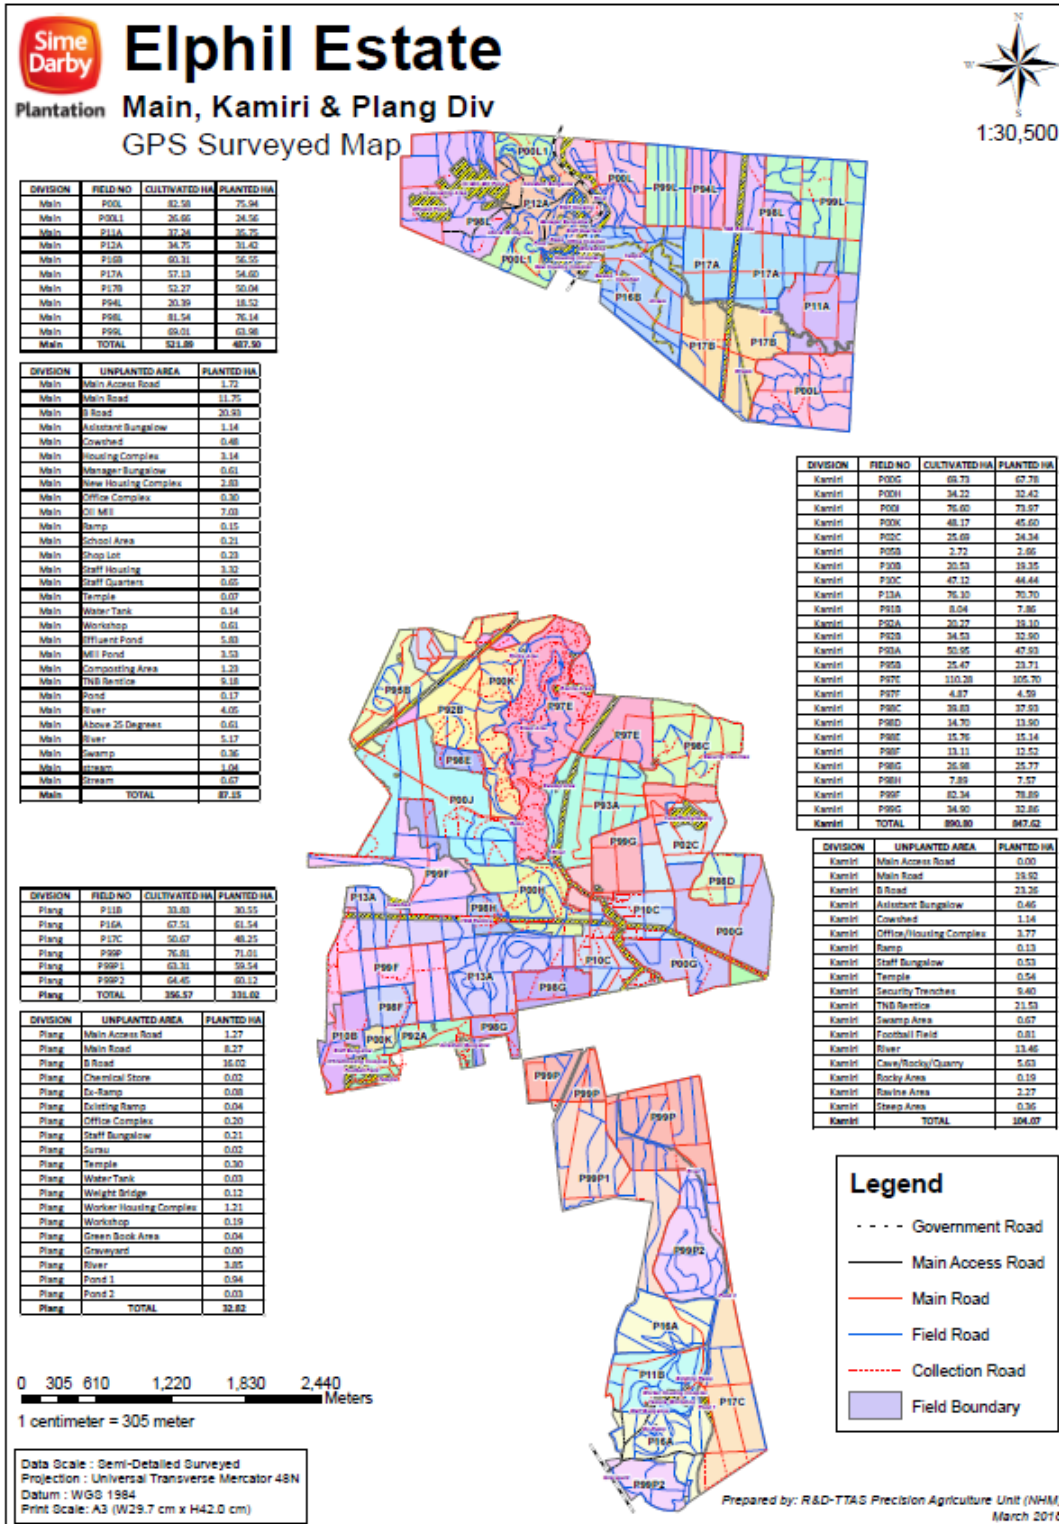 Sime
Darby
Plantation
Elphil Estate
Main, Kamiri & Plang Div
GPS Surveyed Map
N
W
S
1:30,500
DIVISION FIELD NO CULTIVATED HA PLANTED HA
Main P00L 82.58 75.94
Main P00L1 26.66 24.56
Main P11A 37.24 35.75
Main P12A 34.75 31.42
Main P16B 60.31 56.55
Main P17A 57.13 54.60
Main P17B 52.27 50.04
Main P94L 20.39 18.52
Main P98L 81.54 76.14
Main P99L 69.01 63.98
Main TOTAL 521.89 487.50
DIVISION UNPLANTED AREA PLANTED HA
Main Main Access Road 1.72
Main Main Road 11.75
Main B Road 20.93
Main Asisstant Bungalow 1.14
Main Cowshed 0.48
Main Housing Complex 3.14
Main Manager Bungalow 0.61
Main New Housing Complex 2.83
Main Office Complex 0.30
Main Oil Mill 7.03
Main Ramp 0.15
Main School Area 0.21
Main Shop Lot 0.23
Main Staff Housing 3.32
Main Staff Quarters 0.65
Main Temple 0.07
Main Water Tank 0.14
Main Workshop 0.61
Main Effluent Pond 5.83
Main Mill Pond 3.53
Main Composting Area 1.23
Main TNB Rentice 9.18
Main Pond 0.17
Main River 4.05
Main Above 25 Degrees 0.61
Main River 5.17
Main Swamp 0.36
Main stream 1.04
Main Stream 0.67
Main TOTAL 87.15
DIVISION FIELD NO CULTIVATED HA PLANTED HA
Kamiri P00G 69.73 67.78
Kamiri P00H 34.22 32.42
Kamiri P00J 76.60 73.97
Kamiri P00K 48.17 45.60
Kamiri P02C 25.69 24.34
Kamiri P05B 2.72 2.66
Kamiri P10B 20.53 19.35
Kamiri P10C 47.12 44.44
Kamiri P13A 76.10 70.70
Kamiri P91B 8.04 7.86
Kamiri P92A 20.27 19.10
Kamiri P92B 34.53 32.90
Kamiri P93A 50.95 47.93
Kamiri P95B 25.47 23.71
Kamiri P97E 110.28 105.70
Kamiri P97F 4.87 4.59
Kamiri P98C 39.83 37.93
Kamiri P98D 14.70 13.90
Kamiri P98E 15.76 15.14
Kamiri P98F 13.11 12.52
Kamiri P98G 26.98 25.77
Kamiri P98H 7.89 7.57
Kamiri P99F 82.34 78.89
Kamiri P99G 34.90 32.86
Kamiri TOTAL 890.80 847.62
DIVISION UNPLANTED AREA PLANTED HA
Kamiri Main Access Road 0.00
Kamiri Main Road 19.92
Kamiri B Road 23.26
Kamiri Asisstant Bungalow 0.46
Kamiri Cowshed 1.14
Kamiri Office/Housing Complex 3.77
Kamiri Ramp 0.13
Kamiri Staff Bungalow 0.53
Kamiri Temple 0.54
Kamiri Security Trenches 9.40
Kamiri TNB Rentice 21.53
Kamiri Swamp Area 0.67
Kamiri Football Field 0.81
Kamiri River 13.46
Kamiri Cave/Rocky/Quarry 5.63
Kamiri Rocky Area 0.19
Kamiri Ravine Area 2.27
Kamiri Steep Area 0.36
Kamiri TOTAL 104.07
DIVISION FIELD NO CULTIVATED HA PLANTED HA
Plang P11B 33.83 30.55
Plang P16A 67.51 61.54
Plang P17C 50.67 48.25
Plang P99P 76.81 71.01
Plang P99P1 63.31 59.54
Plang P99P2 64.45 60.12
Plang TOTAL 356.57 331.02
DIVISION UNPLANTED AREA PLANTED HA
Plang Main Access Road 1.27
Plang Main Road 8.27
Plang B Road 16.02
Plang Chemical Store 0.02
Plang Ex-Ramp 0.08
Plang Existing Ramp 0.04
Plang Office Complex 0.20
Plang Staff Bungalow 0.21
Plang Surau 0.02
Plang Temple 0.30
Plang Water Tank 0.03
Plang Weight Bridge 0.12
Plang Worker Housing Complex 1.21
Plang Workshop 0.19
Plang Green Book Area 0.04
Plang Graveyard 0.00
Plang River 3.85
Plang Pond 1 0.94
Plang Pond 2 0.03
Plang TOTAL 32.82
P00L1
P00L
P99L
P94L
P98L
P99L
P12A
P98L
P00L1
P17A
P17A
P16B
P11A
P17B
P17B
P00L
P95B
P00K
P92B
P97E
P97E
P98C
P98E
P00J
P93A
P99G
P02C
P98D
P99F
P00H
P13A
P98H
P10C
P00G
P99F
P13A
P10C
P00G
P98G
P98F
P10B
P00K
P92A
P98G
P99P
P99P
P99P
P99P1
P99P2
P16A
P11B
P17C
P16A
P99P2
Legend
Government Road
Main Access Road
Main Road
Field Road
Collection Road
Field Boundary
0 305 610 1,220 1,830 2,440
Meters
1 centimeter = 305 meter
Data Scale : Semi-Detailed Surveyed
Projection : Universal Transverse Mercator 48N
Datum : WGS 1984
Print Scale: A3 (W29.7 cm x H42.0 cm)
Prepared by: R&D-TTAS Precision Agriculture Unit (NHM)